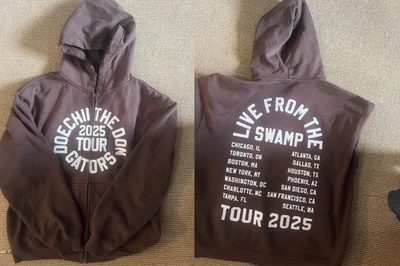 DOECHII THE DON
2025
TOUR
GATORS
LIVE FROM THE
SWAMP
CHICAGO, IL
TORONTO, ON
BOSTON, MA
NEW YORK, NY
WASHINGTON, DC
CHARLOTTE, NC
TAMPA, FL
ATLANTA, GA
DALLAS, TX
HOUSTON, TX
PHOENIX, AZ
SAN DIEGO, CA
SAN FRANCISCO, CA
SEATTLE, WA
TOUR 2025